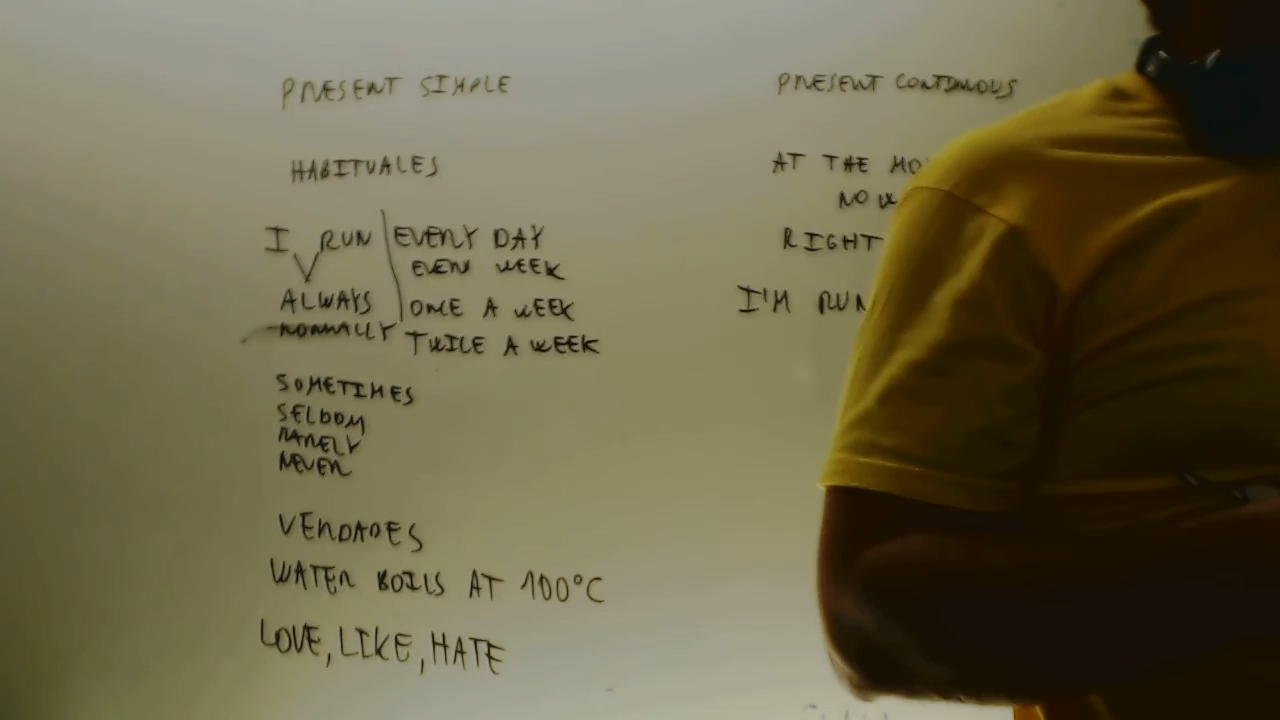 PRESENT SIMPLE
HABITUALES
I RUN EVERY DAY
EVERY WEEK
ALWAYS ONCE A WEEK
NORMALLY TWICE A WEEK
SOMETIMES
SELDOM
RARELY
NEVER
VERDADES
WATER BOILS AT 100°C
LOVE, LIKE, HATE
PRESENT CONTINUOUS
AT THE MO
NOW
RIGHT
I'M RUN